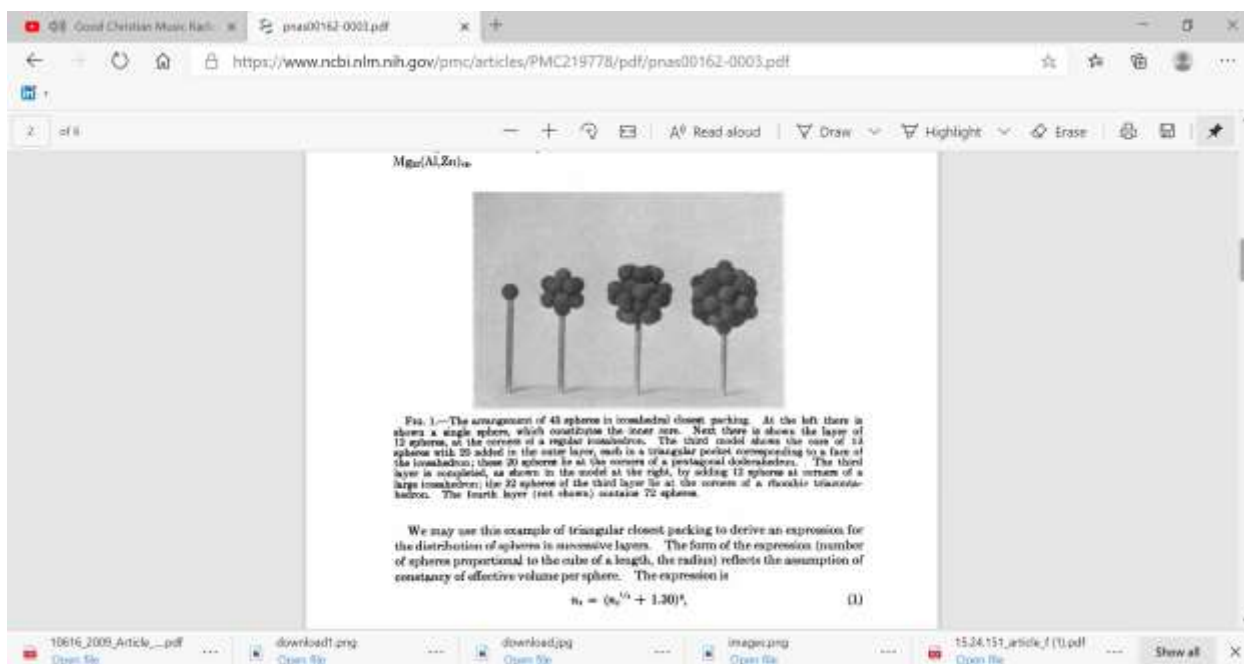 Good Christian Music Radio
pnas00162-0003.pdf
https://www.ncbi.nlm.nih.gov/pmc/articles/PMC219778/pdf/pnas00162-0003.pdf
2 of 6
Read aloud
Draw
Highlight
Erase
FIG. 1.—The arrangement of 45 spheres in icosahedral closest packing. At the left there is
shown a single sphere, which constitutes the inner core. Next there is shown the layer of
12 spheres, at the corners of a regular icosahedron. The third model shows the core of 13
spheres with 20 added in the outer layer, each in a triangular pocket corresponding to a face of
the icosahedron; these 20 spheres lie at the corners of a pentagonal dodecahedron. The third
layer is completed, as shown in the model at the right, by adding 12 spheres at corners of a
large icosahedron; the 32 spheres of the third layer lie at the corners of a rhombic triaconta-
hedron. The fourth layer (not shown) contains 72 spheres.
We may use this example of triangular closest packing to derive an expression for
the distribution of spheres in successive layers. The form of the expression (number
of spheres proportional to the cube of a length, the radius) reflects the assumption of
constancy of effective volume per sphere. The expression is
(1)
10616_2009_Article_....pdf
Open file
download1.png
Open file
download.jpg
Open file
images.png
Open file
15.24.151_article_f (1).pdf
Open file
Show all